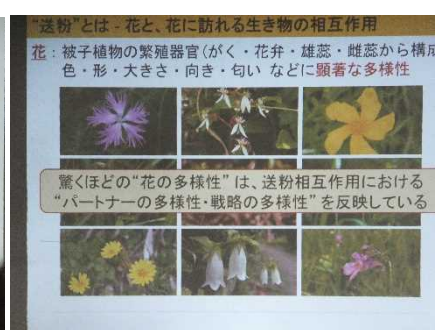 “送粉”とは - 花と、花に訪れる生き物の相互作用
花：被子植物の繁殖器官（がく・花弁・雄蕊・雌蕊から構成
色・形・大きさ・向き・匂い などに顕著な多様性
驚くほどの“花の多様性” は、送粉相互作用における
“パートナーの多様性・戦略の多様性” を反映している